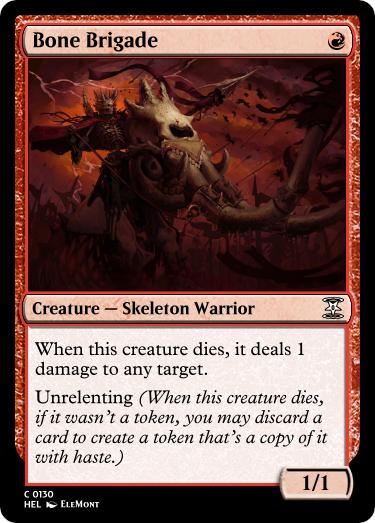 Bone Brigade
Creature — Skeleton Warrior
When this creature dies, it deals 1
damage to any target.
Unrelenting (When this creature dies,
if it wasn't a token, you may discard a
card to create a token that's a copy of it
with haste.)
1/1
C 0130
HEL EleMont